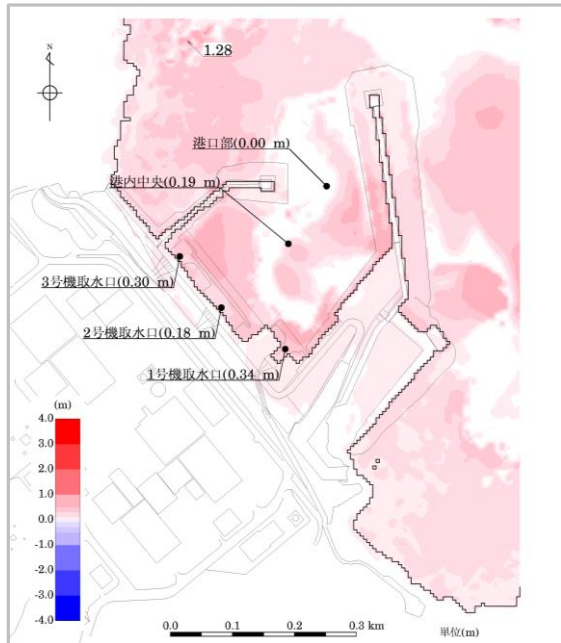 1.28
N
港口部(0.00 m)
港内中央(0.19 m)
3号機取水口(0.30 m)
2号機取水口(0.18 m)
1号機取水口(0.34 m)
(m)
4.0
3.0
2.0
1.0
0.0
-1.0
-2.0
-3.0
-4.0
0.0 0.1 0.2 0.3 km
単位(m)